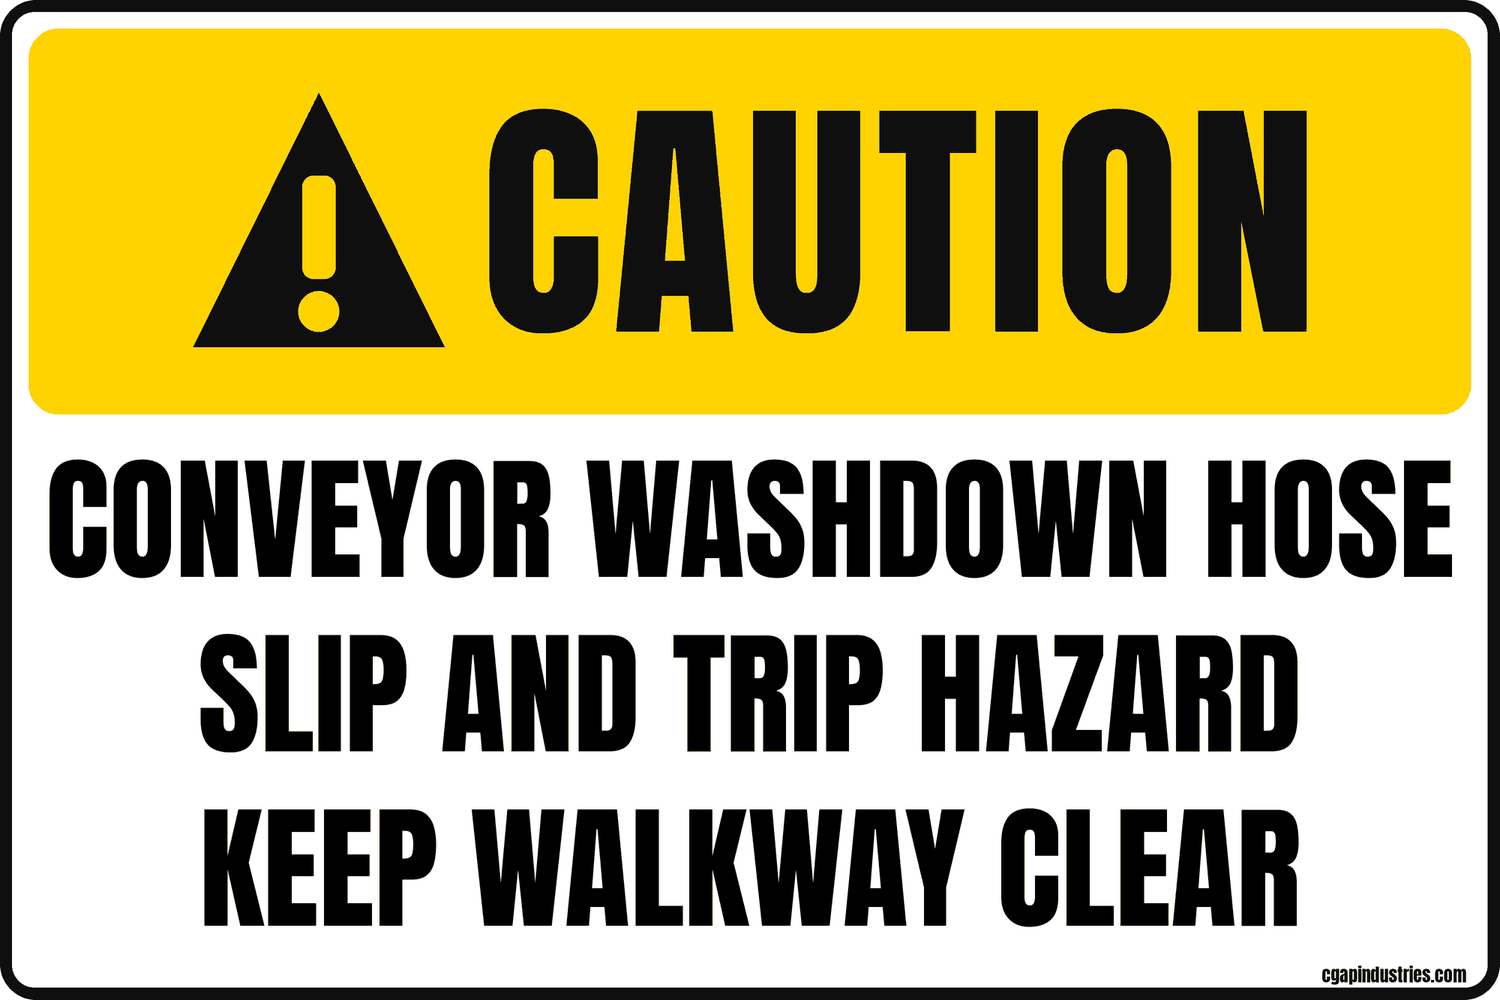 CAUTION
CONVEYOR WASHDOWN HOSE
SLIP AND TRIP HAZARD
KEEP WALKWAY CLEAR
cgapindustries.com